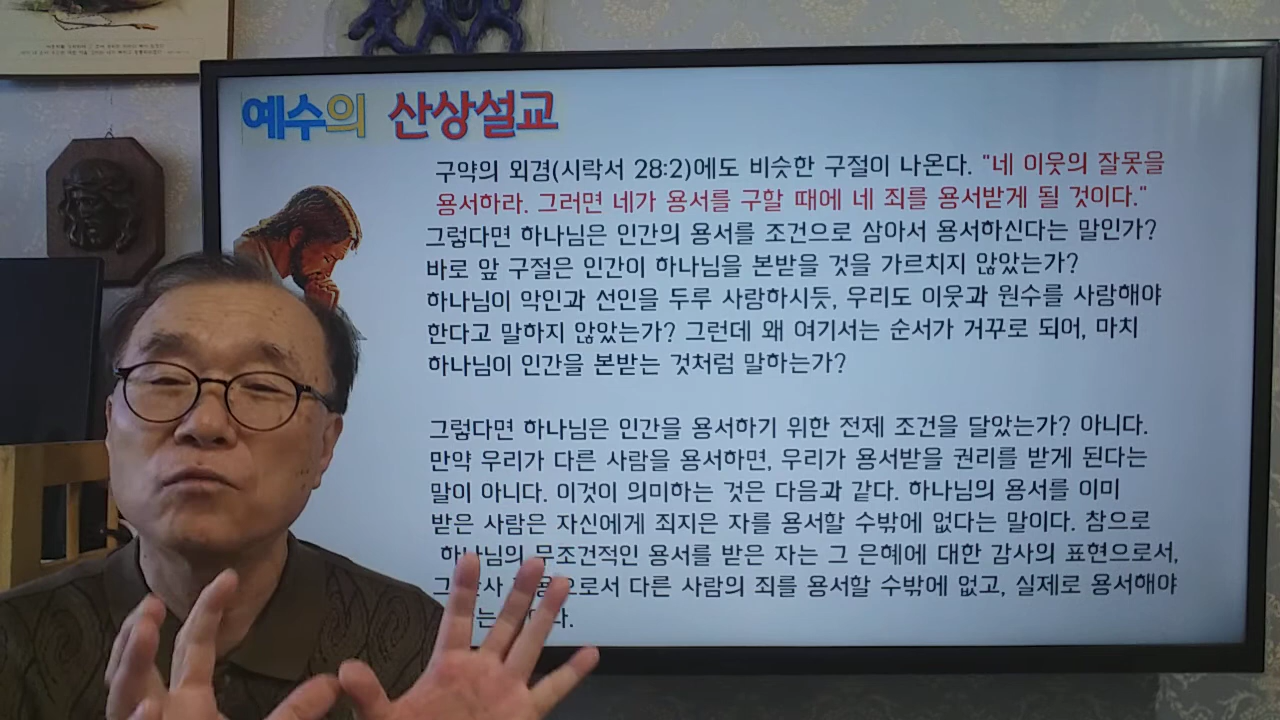 예수의 산상설교
구약의 외경(시락서 28:2)에도 비슷한 구절이 나온다. "네 이웃의 잘못을
용서하라. 그러면 네가 용서를 구할 때에 네 죄를 용서받게 될 것이다."
그렇다면 하나님은 인간의 용서를 조건으로 삼아서 용서하신다는 말인가?
바로 앞 구절은 인간이 하나님을 본받을 것을 가르치지 않았는가?
하나님이 악인과 선인을 두루 사랑하시듯, 우리도 이웃과 원수를 사랑해야
한다고 말하지 않았는가? 그런데 왜 여기서는 순서가 거꾸로 되어, 마치
하나님이 인간을 본받는 것처럼 말하는가?
그렇다면 하나님은 인간을 용서하기 위한 전제 조건을 달았는가? 아니다.
만약 우리가 다른 사람을 용서하면, 우리가 용서받을 권리를 받게 된다는
말이 아니다. 이것이 의미하는 것은 다음과 같다. 하나님의 용서를 이미
받은 사람은 자신에게 죄지은 자를 용서할 수밖에 없다는 말이다. 참으로
하나님의 무조건적인 용서를 받은 자는 그 은혜에 대한 감사의 표현으로서,
다른 사람의 죄를 용서할 수밖에 없고, 실제로 용서해야